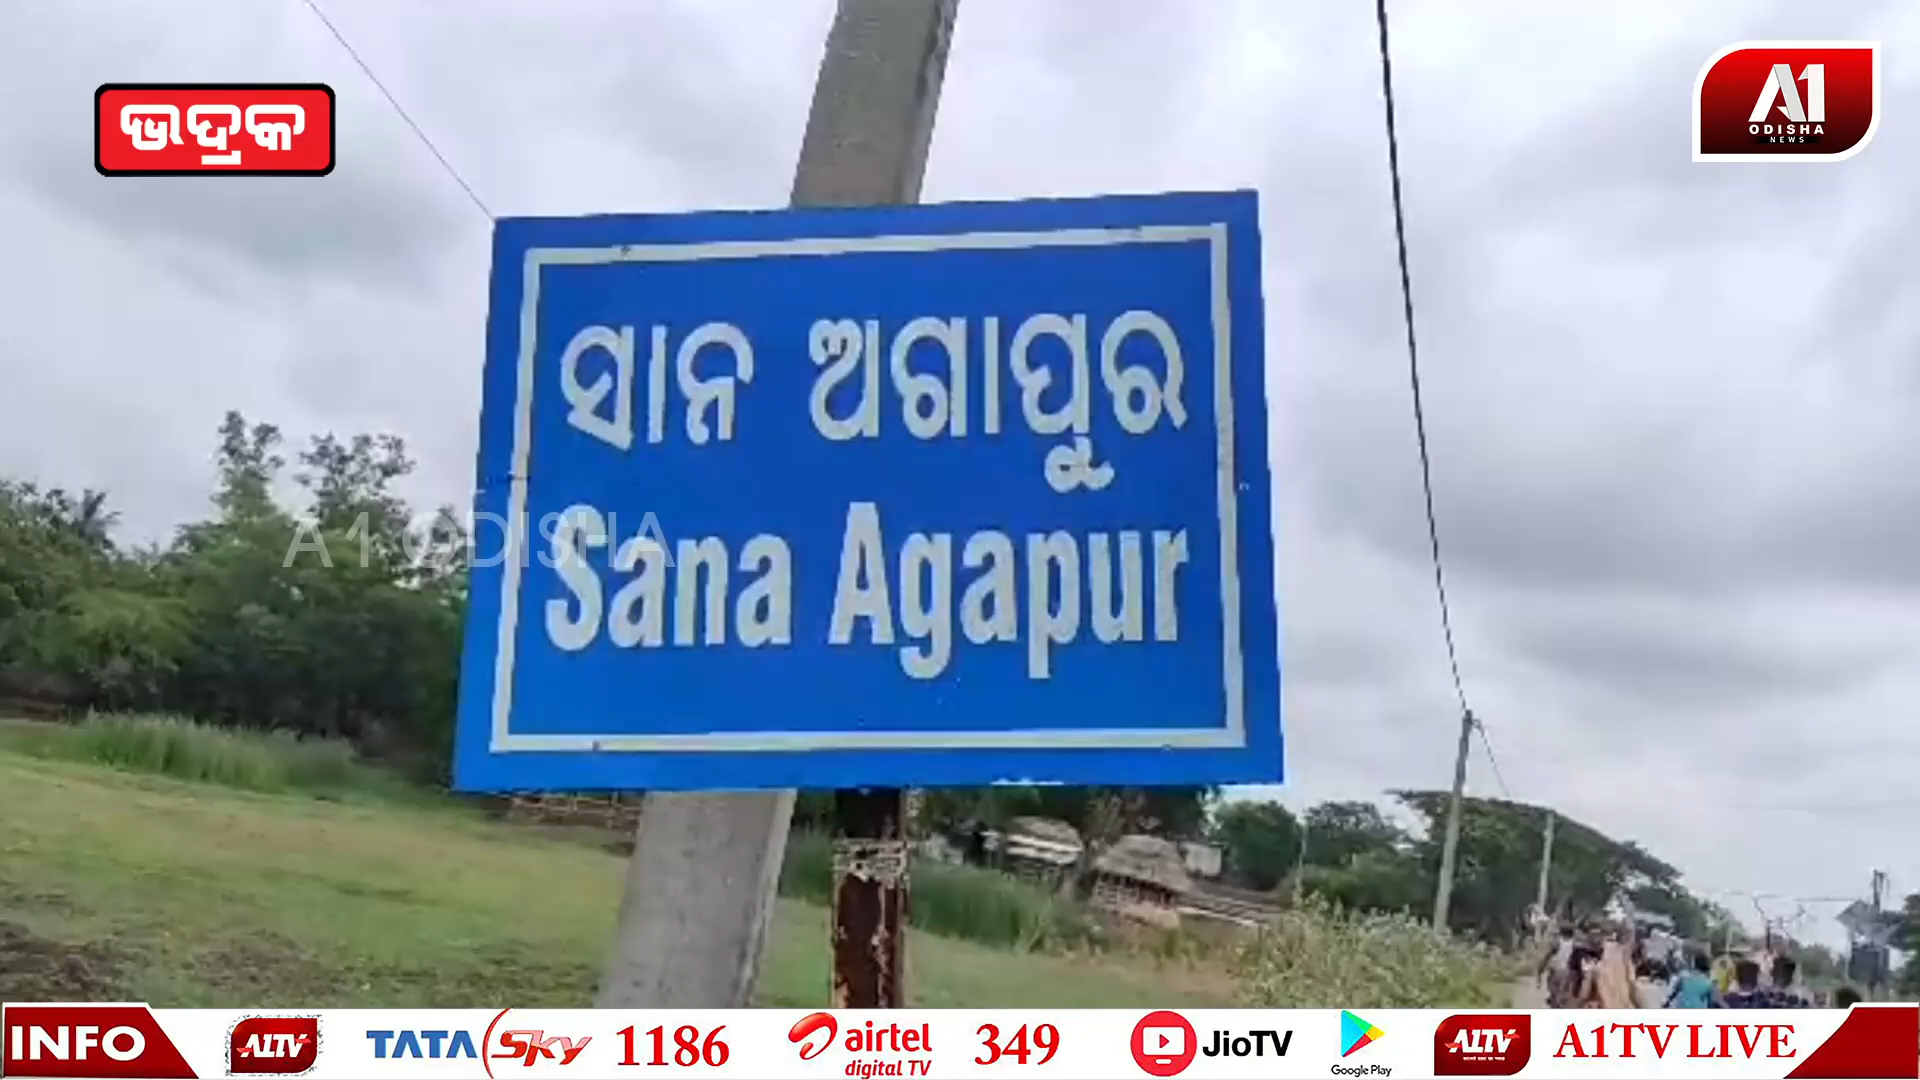 ଭଦ୍ରକ
A1
ODISHA
NEWS
ସାନ ଅଗାପୁର
A1 ODISHA
Sana Agapur
INFO A1TV TATA Sky 1186 airtel digital TV 349 JioTV Google Play A1TV A1TV LIVE